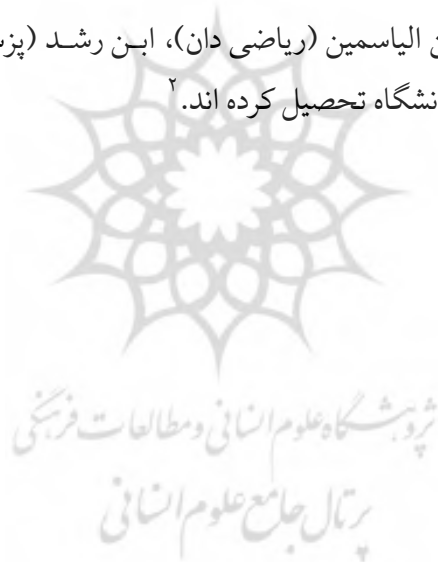 ن الیاسمین (ریاضی دان)، ابـن رشـد (پز
نشگاه تحصیل کرده اند.۲
پژوهشگاه علوم انسانی و مطالعات فرهنگی
پرتال جامع علوم انسانی